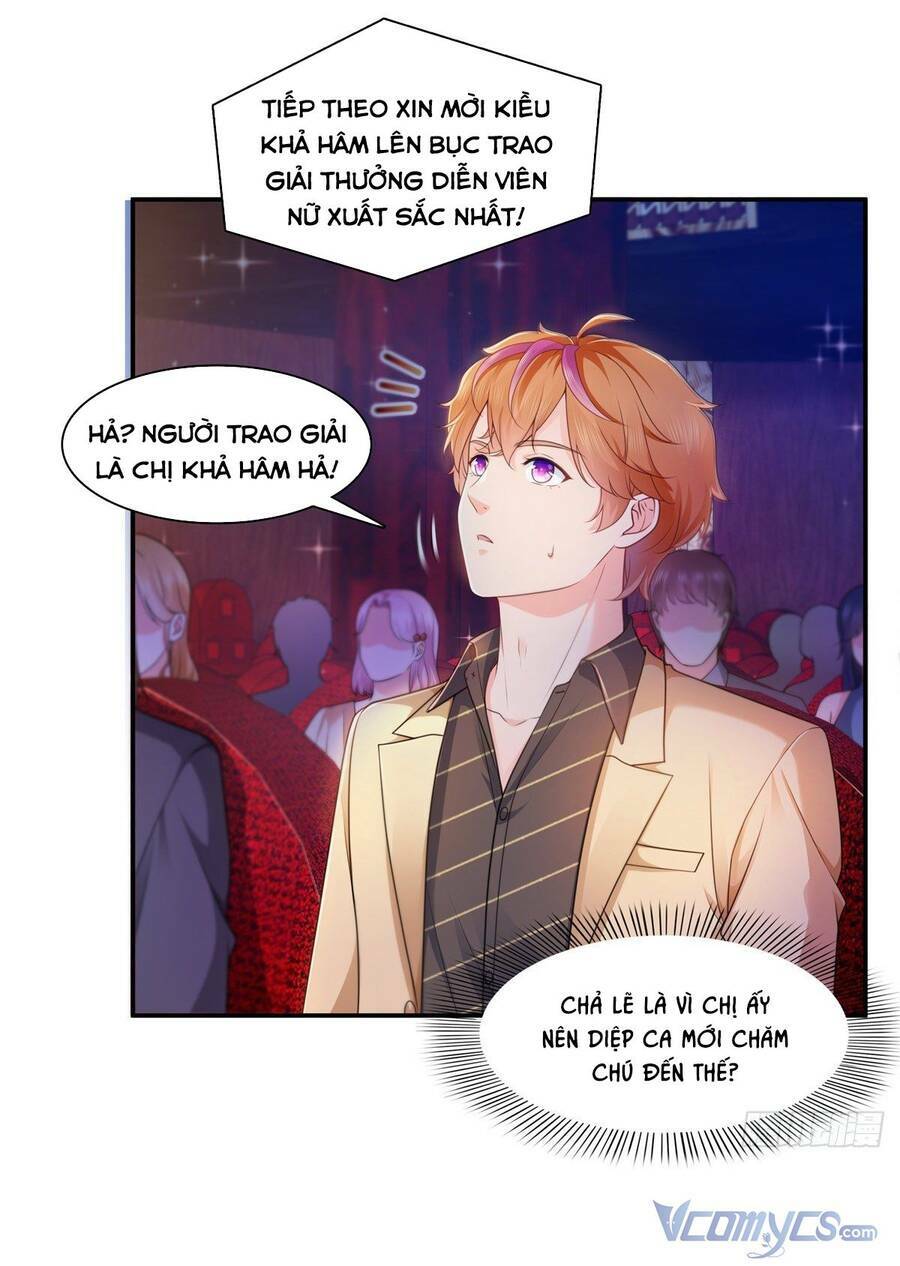 TIẾP THEO XIN MỜI KIỀU
KHẢ HÂM LÊN BỤC TRAO
GIẢI THƯỞNG DIỄN VIÊN
NỮ XUẤT SẮC NHẤT!
HẢ? NGƯỜI TRAO GIẢI
LÀ CHỊ KHẢ HÂM HẢ!
CHẢ LẼ LÀ VÌ CHỊ ẤY
NÊN DIỆP CA MỚI CHĂM
CHÚ ĐẾN THẾ?
VCOMYCS.com